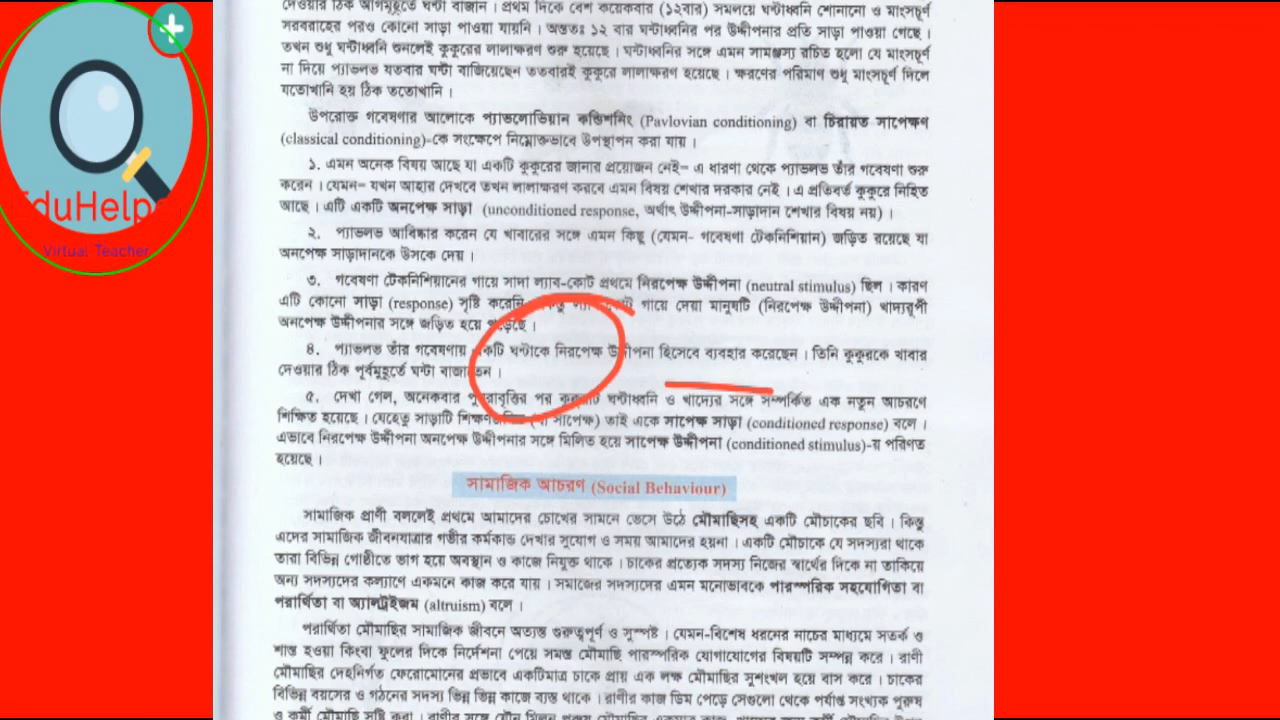 EduHelp
Virtual Teacher
দেওয়ার ঠিক আগমুহূর্তে ঘন্টা বাজান । প্রথম দিকে বেশ কয়েকবার (১২বার) সময়ে ঘন্টাধ্বনি শোনানো ও মাংসচূর্ণ
সরবরাহের পরও কোনো সাড়া পাওয়া যায়নি । অন্ততঃ ১২ বার ঘন্টাধ্বনির পর উদ্দীপনার প্রতি সাড়া পাওয়া গেছে ।
তখন শুধু ঘন্টাধ্বনি শুনলেই কুকুরের লালাক্ষরণ শুরু হয়েছে । ঘন্টাধ্বনির সঙ্গে এমন সামঞ্জস্য রচিত হলো যে মাংসচূর্ণ
না দিয়ে প্যাভলভ যতবার ঘন্টা বাজিয়েছেন ততবারই কুকুরে লালাক্ষরণ হয়েছে । ক্ষরণের পরিমাণ শুধু মাংসচূর্ণ দিলে
যতোখানি হয় ঠিক ততোখানি ।
উপরোক্ত গবেষণার আলোকে প্যাভলোভিয়ান কন্ডিশনিং (Pavlovian conditioning) বা চিরায়ত সাপেক্ষণ
(classical conditioning)-কে সংক্ষেপে নিম্নোক্তভাবে উপস্থাপন করা যায় ।
১. এমন অনেক বিষয় আছে যা একটি কুকুরের জানার প্রয়োজন নেই– এ ধারণা থেকে প্যাভলভ তাঁর গবেষণা শুরু
করেন । যেমন– যখন আহার দেখবে তখন লালাক্ষরণ করবে এমন বিষয় শেখার দরকার নেই । এ প্রতিবর্ত কুকুরে নিহিত
আছে । এটি একটি অনপেক্ষ সাড়া (unconditioned response, অর্থাৎ উদ্দীপনা-সাড়াদান শেখার বিষয় নয়) ।
২. প্যাভলভ আবিষ্কার করেন যে খাবারের সঙ্গে এমন কিছু (যেমন- গবেষণা টেকনিশিয়ান) জড়িত রয়েছে যা
অনপেক্ষ সাড়াদানকে উসকে দেয় ।
৩. গবেষণা টেকনিশিয়ানের গায়ে সাদা ল্যাব-কোট প্রথমে নিরপেক্ষ উদ্দীপনা (neutral stimulus) ছিল । কারণ
এটি কোনো সাড়া (response) সৃষ্টি করেনি গায়ে দেয়া মানুষটি (নিরপেক্ষ উদ্দীপনা) খাদ্যরূপী
অনপেক্ষ উদ্দীপনার সঙ্গে জড়িত হয়ে পড়েছে ।
৪. প্যাভলভ তাঁর গবেষণায় একটি ঘন্টাকে নিরপেক্ষ উদ্দীপনা হিসেবে ব্যবহার করেছেন । তিনি কুকুরকে খাবার
দেওয়ার ঠিক পূর্বমুহূর্তে ঘন্টা বাজাতেন ।
৫. দেখা গেল, অনেকবার পুনরাবৃত্তির পর কুকুরটি ঘন্টাধ্বনি ও খাদ্যের সঙ্গে সম্পর্কিত এক নতুন আচরণে
শিক্ষিত হয়েছে । যেহেতু সাড়াটি (বা সাপেক্ষ) তাই একে সাপেক্ষ সাড়া (conditioned response) বলে ।
এভাবে নিরপেক্ষ উদ্দীপনা অনপেক্ষ উদ্দীপনার সঙ্গে মিলিত হয়ে সাপেক্ষ উদ্দীপনা (conditioned stimulus)-য় পরিণত
হয়েছে ।
সামাজিক আচরণ (Social Behaviour)
সামাজিক প্রাণী বললেই প্রথমে আমাদের চোখের সামনে ভেসে উঠে মৌমাছিসহ একটি মৌচাকের ছবি । কিন্তু
এদের সামাজিক জীবনযাত্রার গভীর কর্মকান্ড দেখার সুযোগ ও সময় আমাদের হয়না । একটি মৌচাকে যে সদস্যরা থাকে
তারা বিভিন্ন গোষ্ঠীতে ভাগ হয়ে অবস্থান ও কাজে নিযুক্ত থাকে । চাকের প্রত্যেক সদস্য নিজের স্বার্থের দিকে না তাকিয়ে
অন্য সদস্যদের কল্যাণে একমনে কাজ করে যায় । সমাজের সদস্যদের এমন মনোভাবকে পারস্পরিক সহযোগিতা বা
পরার্থিতা বা অ্যালট্রুইজম (altruism) বলে ।
পরার্থিতা মৌমাছির সামাজিক জীবনে অত্যন্ত গুরুত্বপূর্ণ ও সুস্পষ্ট । যেমন-বিশেষ ধরনের নাচের মাধ্যমে সতর্ক ও
শান্ত হওয়া কিংবা ফুলের দিকে নির্দেশনা পেয়ে সমস্ত মৌমাছি পারস্পরিক যোগাযোগের বিষয়টি সম্পন্ন করে । রাণী
মৌমাছির দেহনির্গত ফেরোমোনের প্রভাবে একটিমাত্র চাকে প্রায় এক লক্ষ মৌমাছির সুশৃংখল হয়ে বাস করে । চাকের
বিভিন্ন বয়সের ও গঠনের সদস্য ভিন্ন ভিন্ন কাজে ব্যস্ত থাকে । রাণীর কাজ ডিম পেড়ে সেগুলো থেকে পর্যাপ্ত সংখ্যক পুরুষ
ও কর্মী মৌমাছি সৃষ্টি করা ।